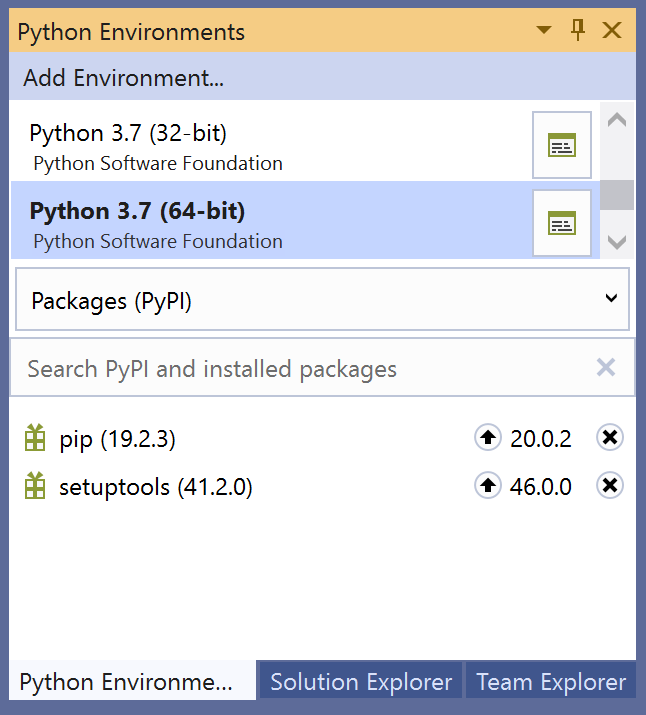 Python Environments
Add Environment...
Python 3.7 (32-bit)
Python Software Foundation
Python 3.7 (64-bit)
Python Software Foundation
Packages (PyPI)
Search PyPI and installed packages
pip (19.2.3) 20.0.2
setuptools (41.2.0) 46.0.0
Python Environme... Solution Explorer Team Explorer